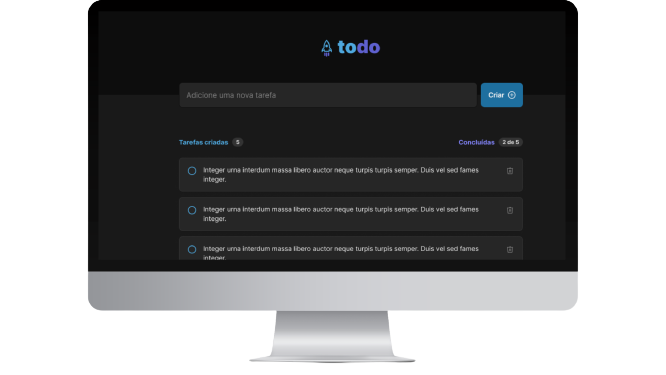 todo
Adicione uma nova tarefa
Criar
Tarefas criadas 5
Concluídas 2 de 5
Integer urna interdum massa libero auctor neque turpis turpis semper. Duis vel sed fames
integer.
Integer urna interdum massa libero auctor neque turpis turpis semper. Duis vel sed fames
integer.
Integer urna interdum massa libero auctor neque turpis turpis semper. Duis vel sed fames
integer.